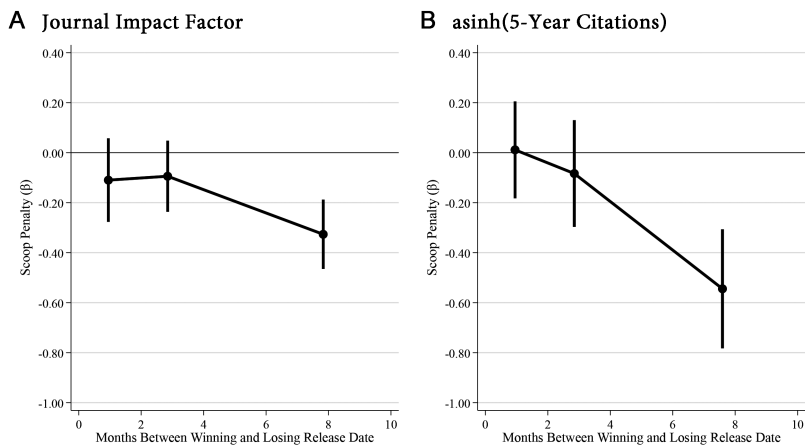 A Journal Impact Factor
0.40
0.20
0.00
-0.20
-0.40
-0.60
-0.80
-1.00
Scoop Penalty (β)
0 2 4 6 8 10
Months Between Winning and Losing Release Date
B asinh(5-Year Citations)
0.40
0.20
0.00
-0.20
-0.40
-0.60
-0.80
-1.00
Scoop Penalty (β)
0 2 4 6 8 10
Months Between Winning and Losing Release Date